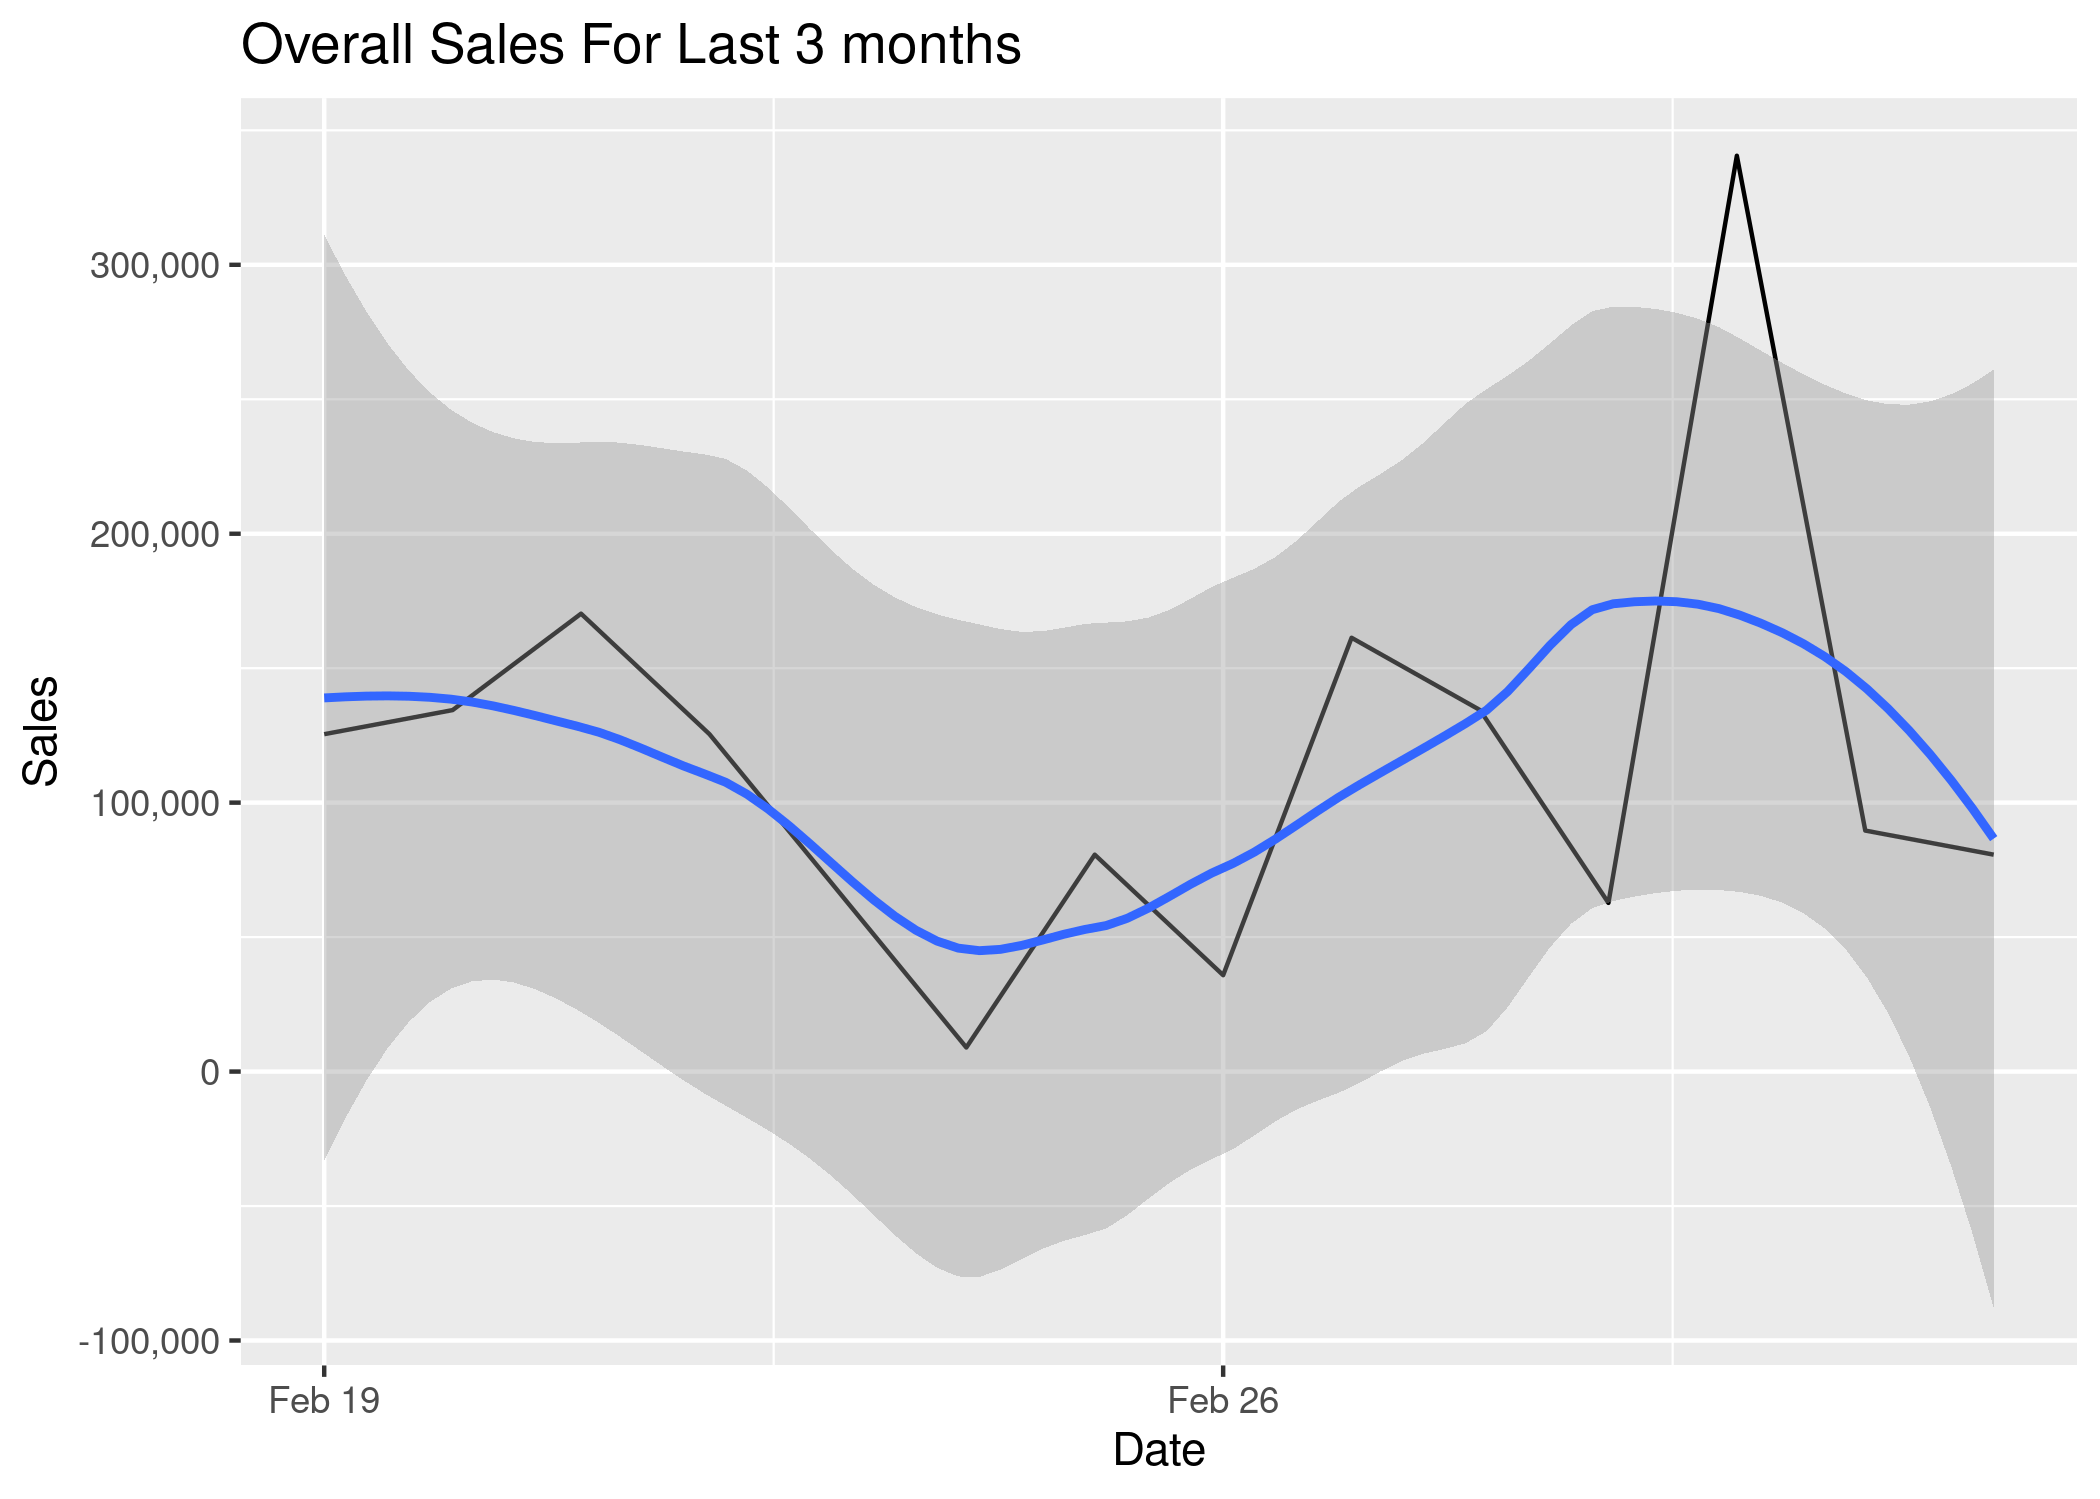 Overall Sales For Last 3 months
Sales
300,000
200,000
100,000
0
-100,000
Feb 19
Feb 26
Date